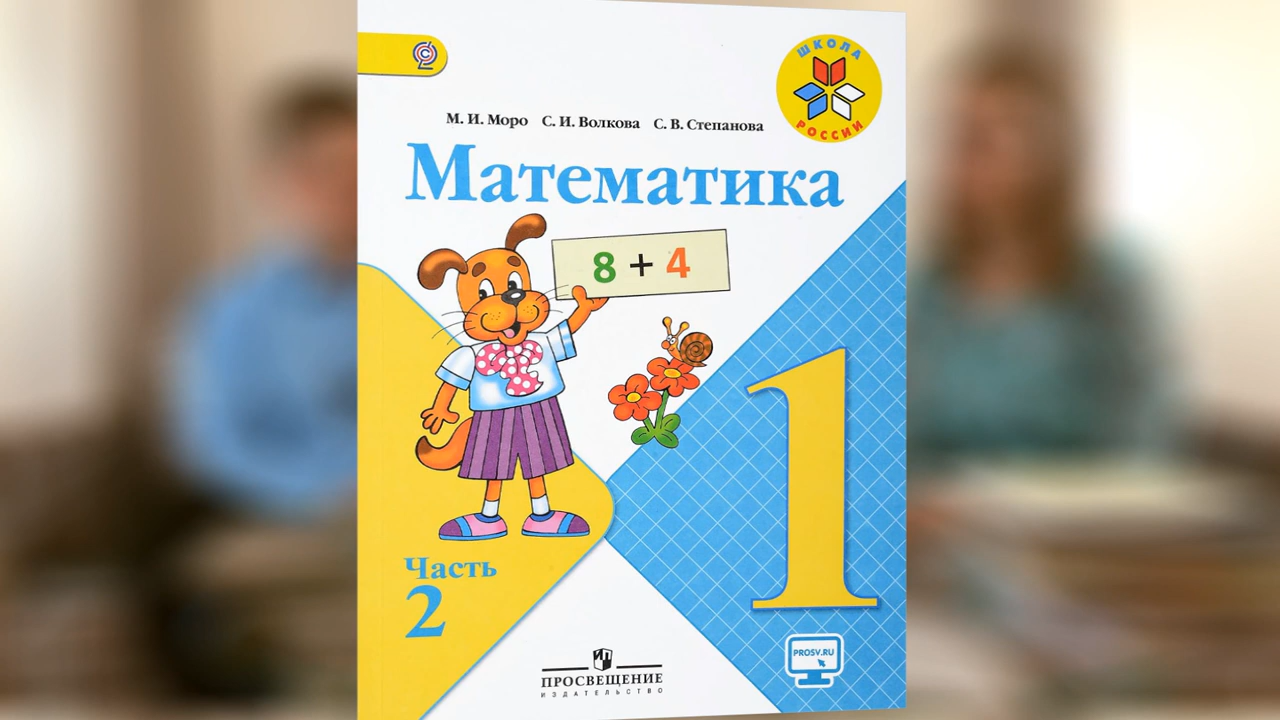 ШКОЛА
РОССИИ
М. И. Моро С. И. Волкова С. В. Степанова
Математика
8 + 4
1
Часть
2
PROSV.RU
ПРОСВЕЩЕНИЕ
ИЗДАТЕЛЬСТВО